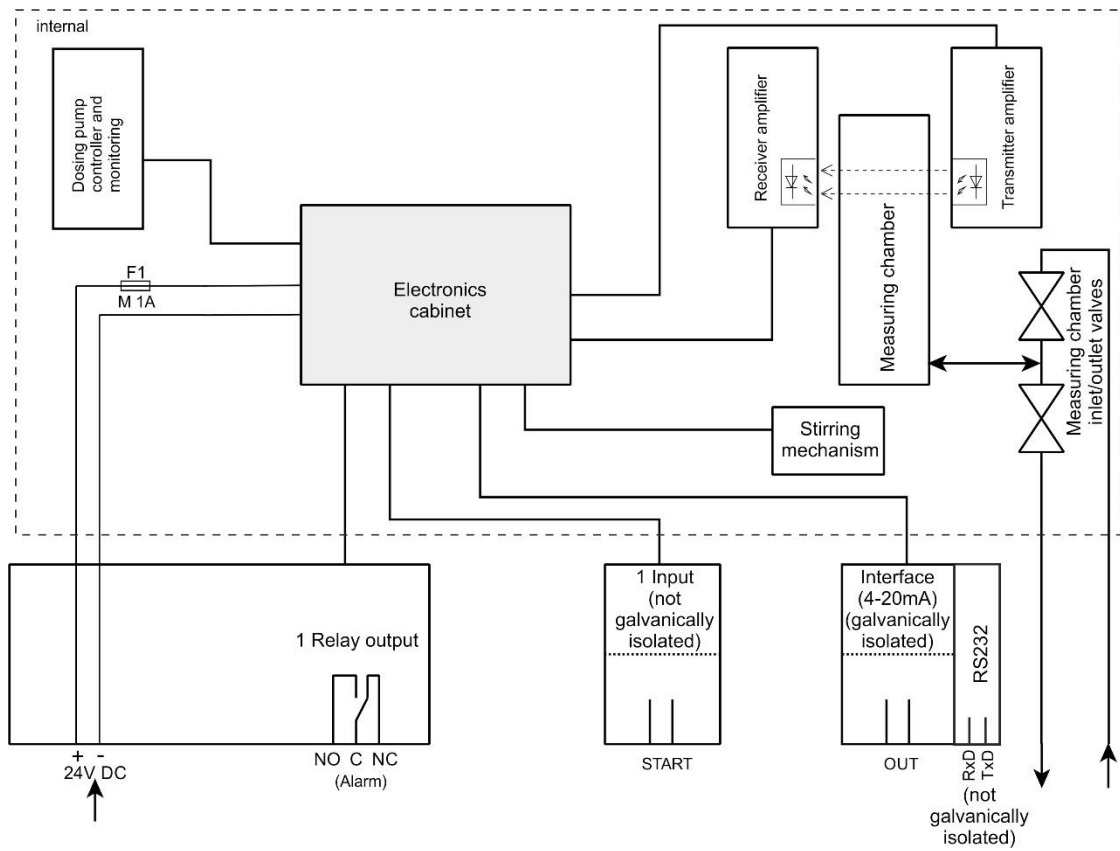 internal
Dosing pump
controller and
monitoring
F1
M 1A
Electronics
cabinet
Receiver amplifier
Measuring chamber
Transmitter amplifier
Measuring chamber
inlet/outlet valves
Stirring
mechanism
1 Relay output
NO C NC
(Alarm)
+ -
24V DC
1 Input
(not
galvanically
isolated)
START
Interface
(4-20mA)
(galvanically
isolated)
OUT
RS232
RxD
TxD
(not
galvanically
isolated)